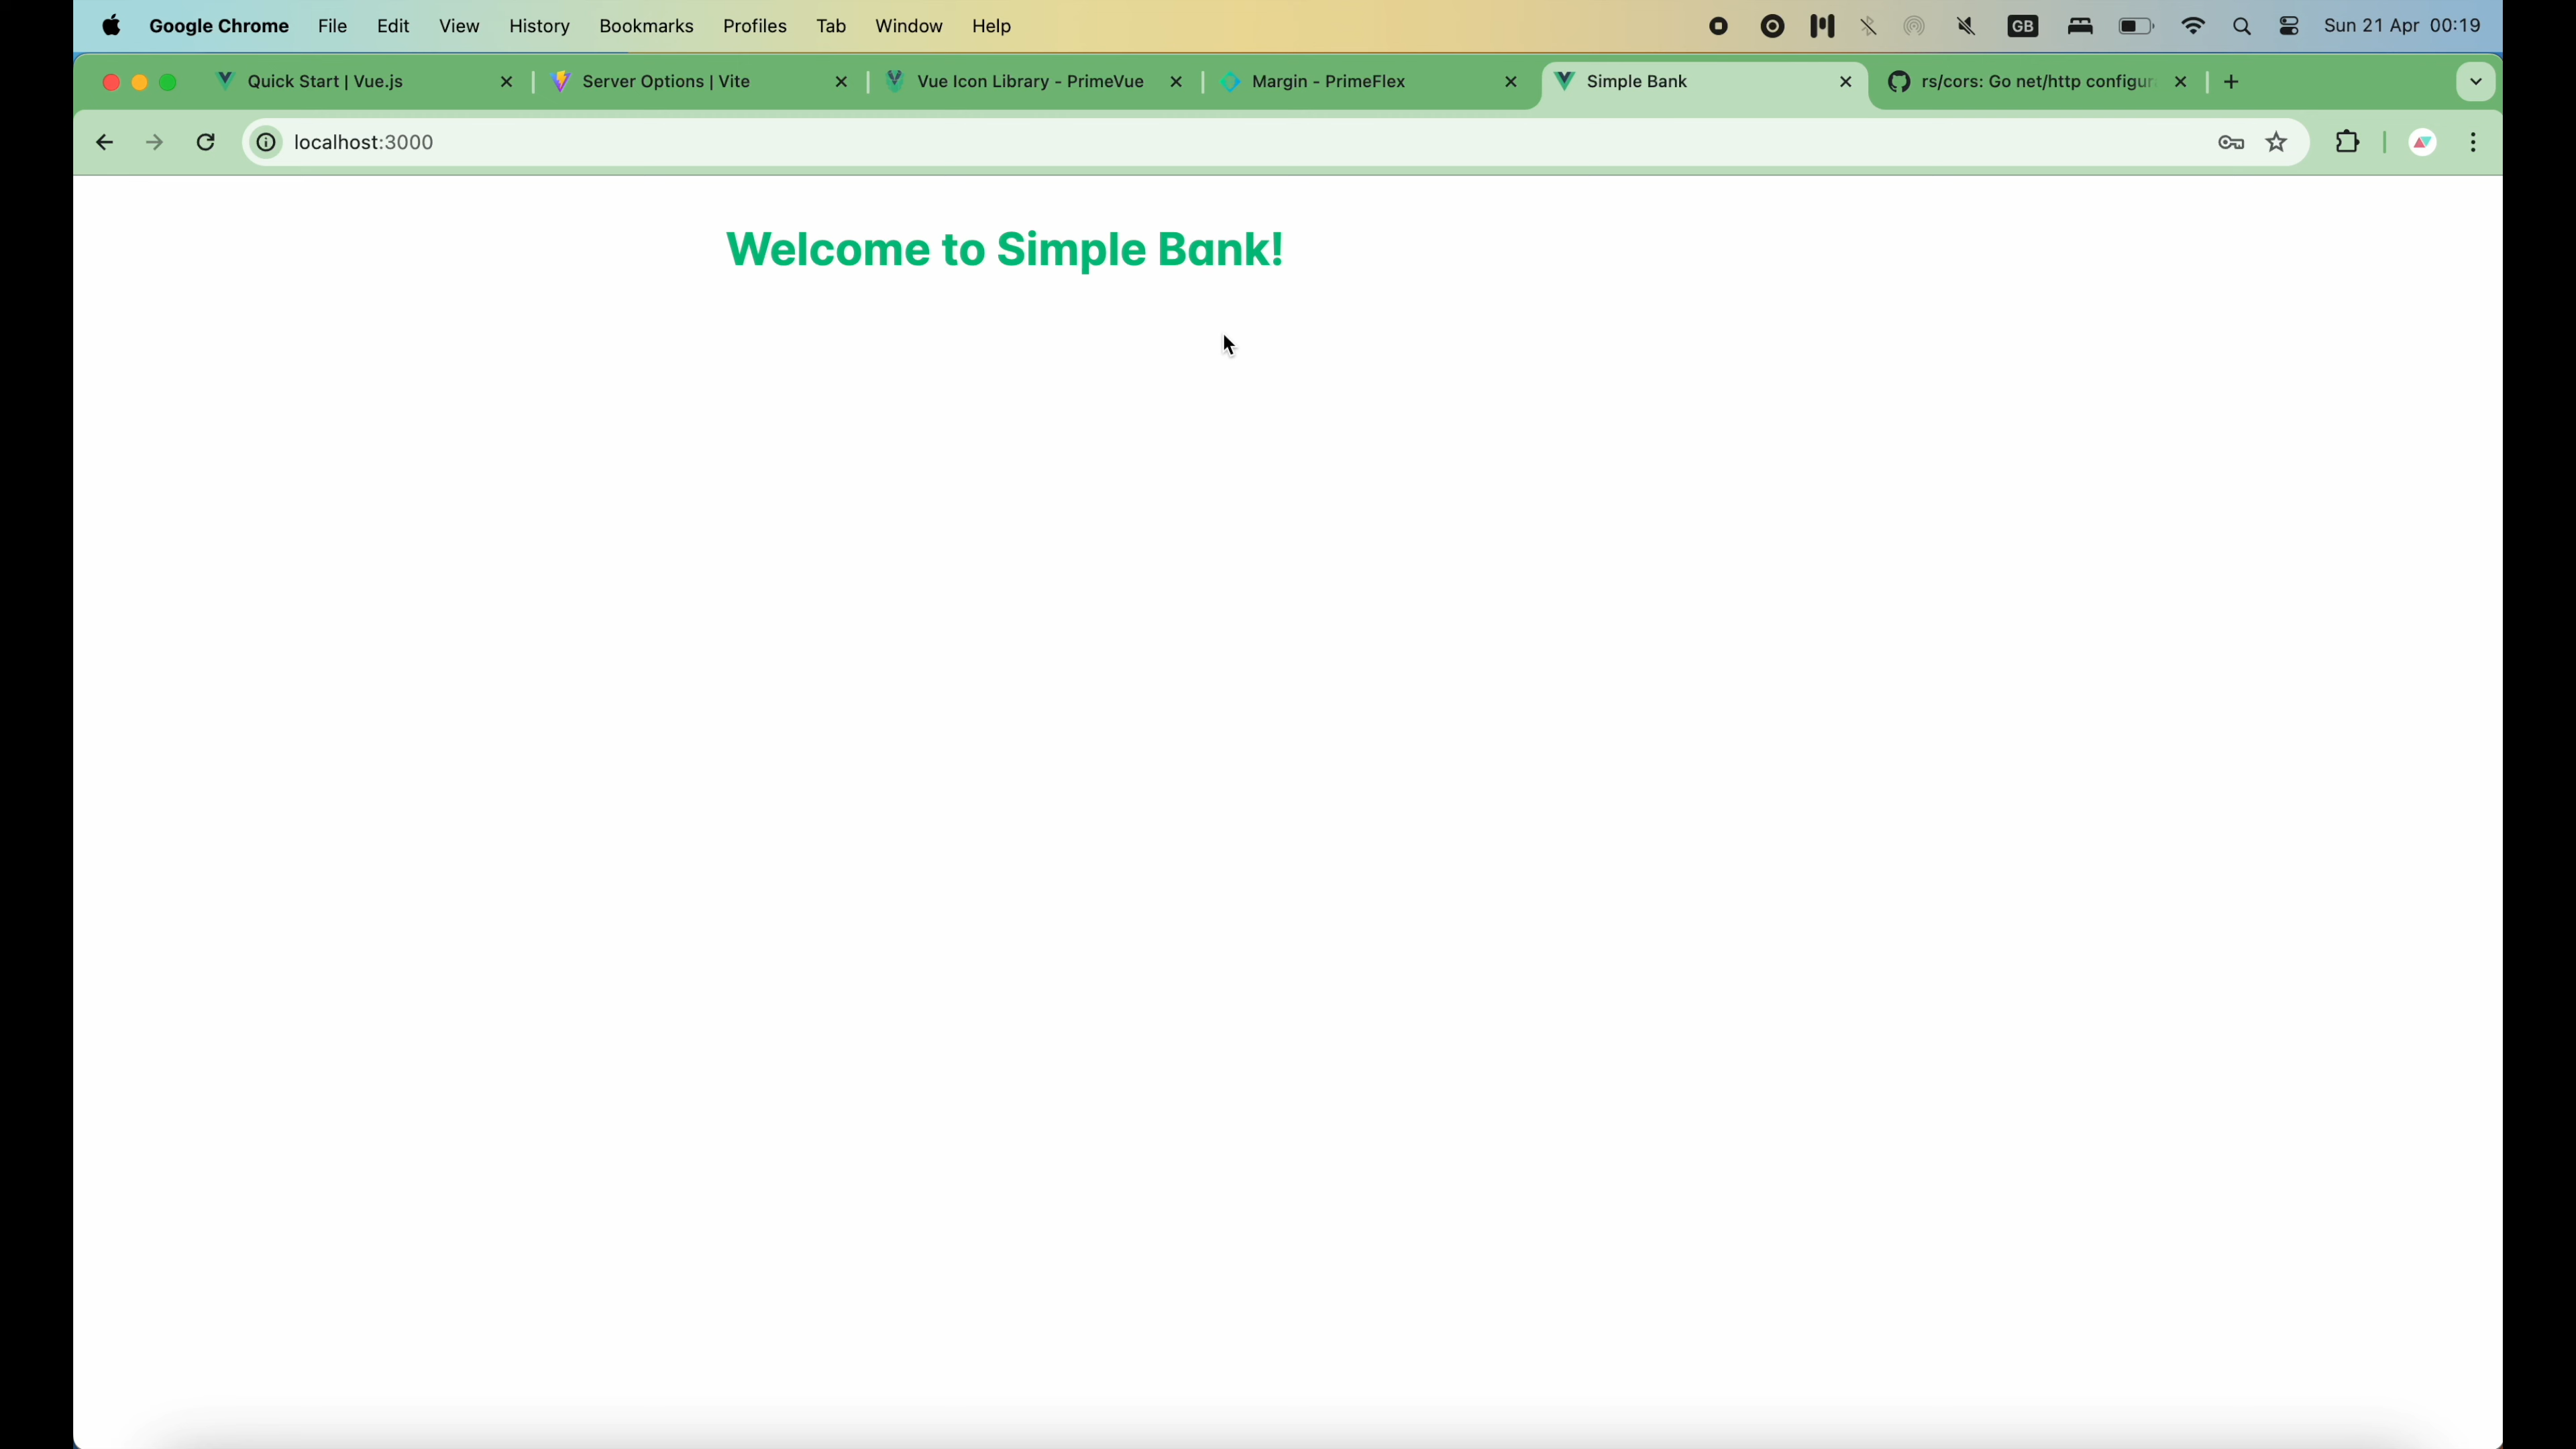 Google Chrome File Edit View History Bookmarks Profiles Tab Window Help GB Sun 21 Apr 00:19
Quick Start | Vue.js Server Options | Vite Vue Icon Library - PrimeVue Margin - PrimeFlex Simple Bank rs/cors: Go net/http configur
localhost:3000
Welcome to Simple Bank!